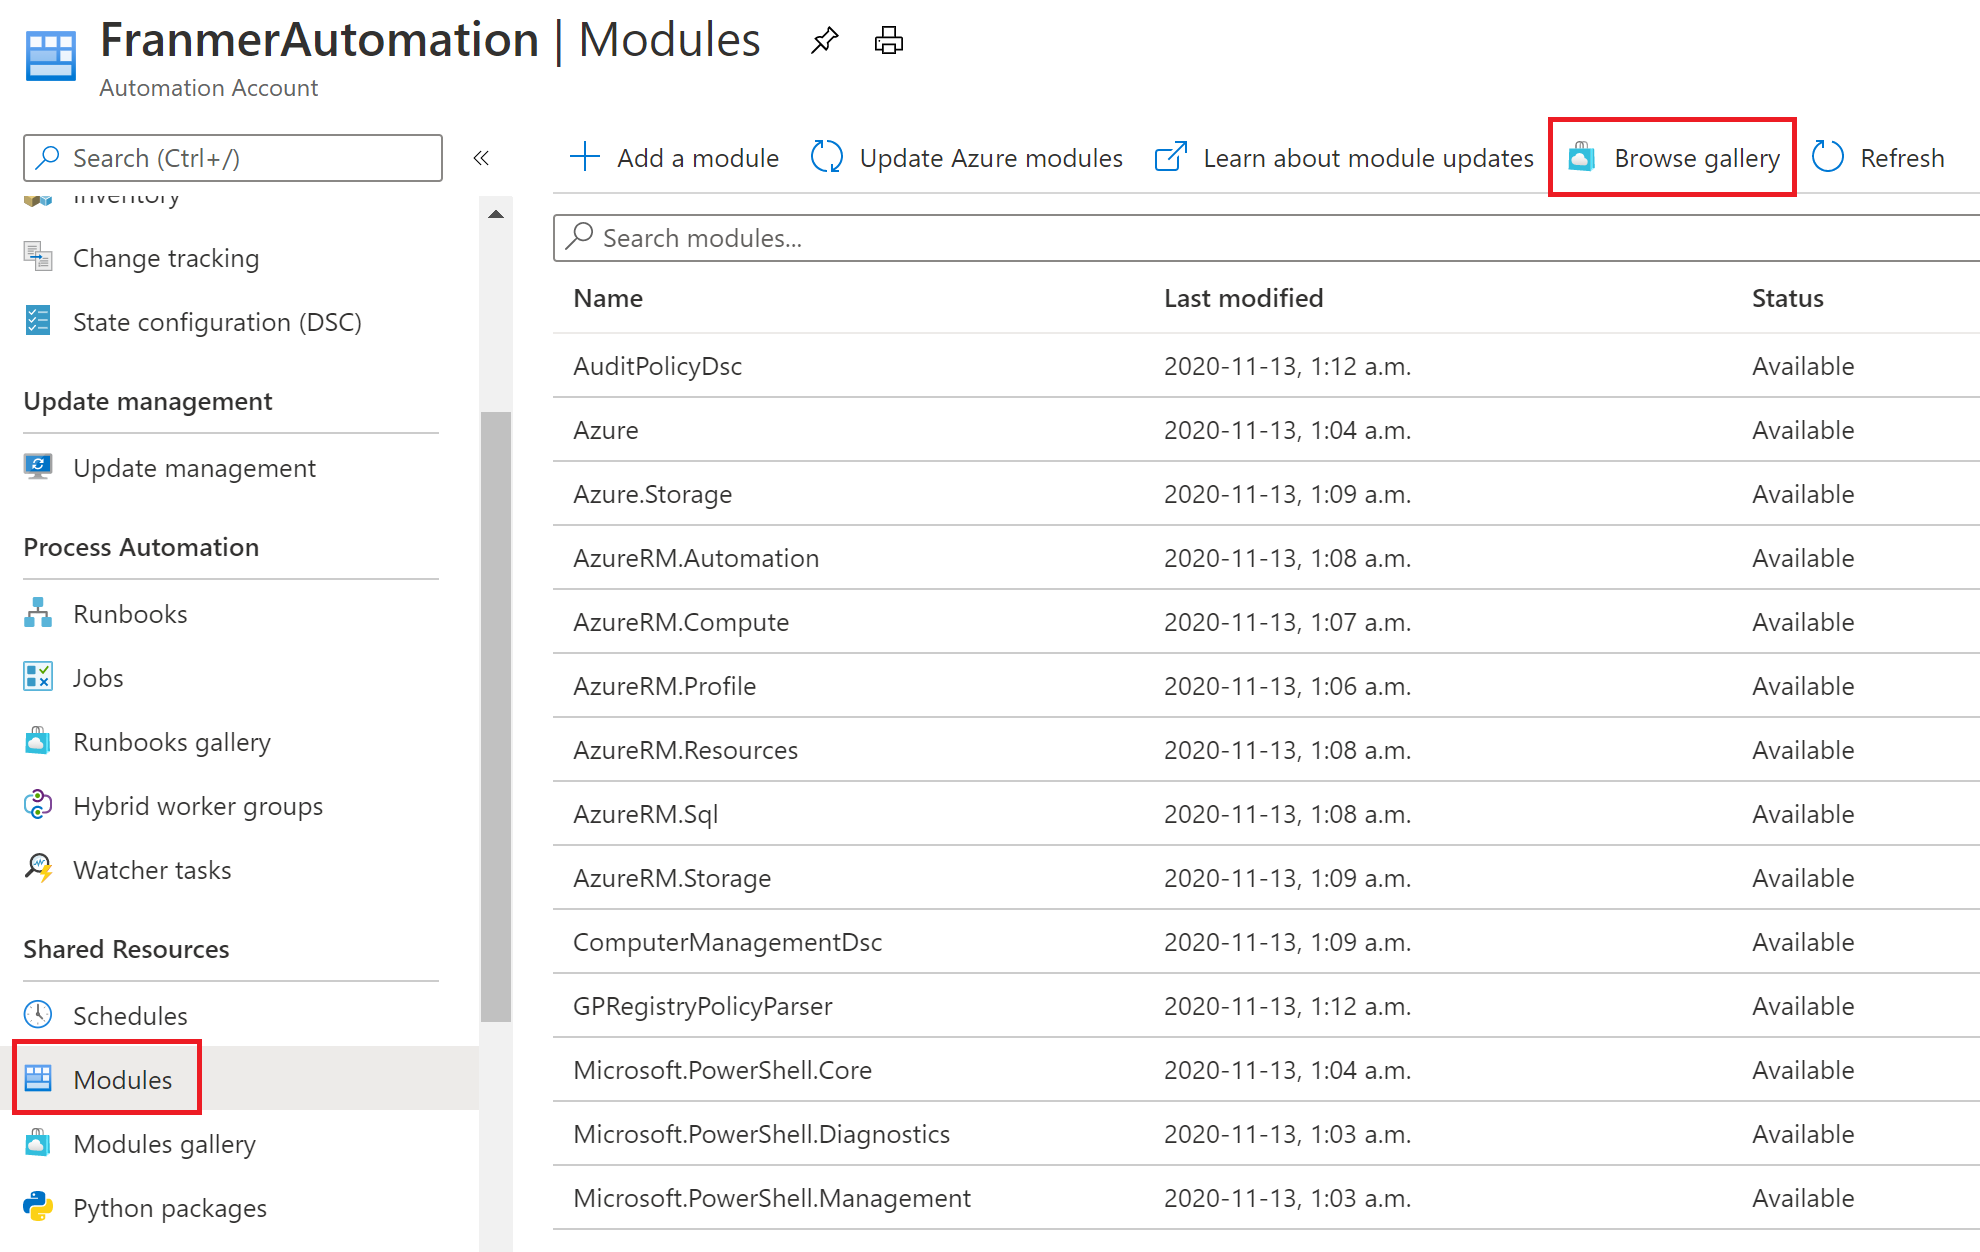 FranmerAutomation | Modules
Automation Account
Search (Ctrl+/)
«
Inventory
Change tracking
State configuration (DSC)
Update management
Update management
Process Automation
Runbooks
Jobs
Runbooks gallery
Hybrid worker groups
Watcher tasks
Shared Resources
Schedules
Modules
Modules gallery
Python packages
Add a module Update Azure modules Learn about module updates Browse gallery Refresh
Search modules...
Name Last modified Status
AuditPolicyDsc 2020-11-13, 1:12 a.m. Available
Azure 2020-11-13, 1:04 a.m. Available
Azure.Storage 2020-11-13, 1:09 a.m. Available
AzureRM.Automation 2020-11-13, 1:08 a.m. Available
AzureRM.Compute 2020-11-13, 1:07 a.m. Available
AzureRM.Profile 2020-11-13, 1:06 a.m. Available
AzureRM.Resources 2020-11-13, 1:08 a.m. Available
AzureRM.Sql 2020-11-13, 1:08 a.m. Available
AzureRM.Storage 2020-11-13, 1:09 a.m. Available
ComputerManagementDsc 2020-11-13, 1:09 a.m. Available
GPRegistryPolicyParser 2020-11-13, 1:12 a.m. Available
Microsoft.PowerShell.Core 2020-11-13, 1:04 a.m. Available
Microsoft.PowerShell.Diagnostics 2020-11-13, 1:03 a.m. Available
Microsoft.PowerShell.Management 2020-11-13, 1:03 a.m. Available